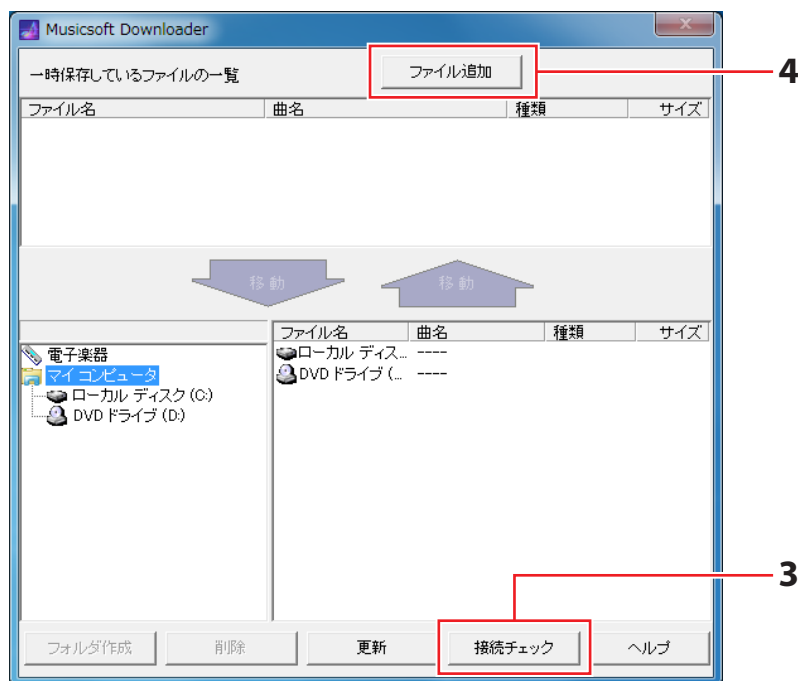 Musicsoft Downloader
一時保存しているファイルの一覧
ファイル追加
4
ファイル名 曲名 種類 サイズ
移動 移動
ファイル名 曲名 種類 サイズ
電子楽器
マイ コンピュータ
ローカル ディスク (C:)
DVD ドライブ (D:)
ローカル ディス... ----
DVD ドライブ (... ----
3
フォルダ作成 削除 更新 接続チェック ヘルプ